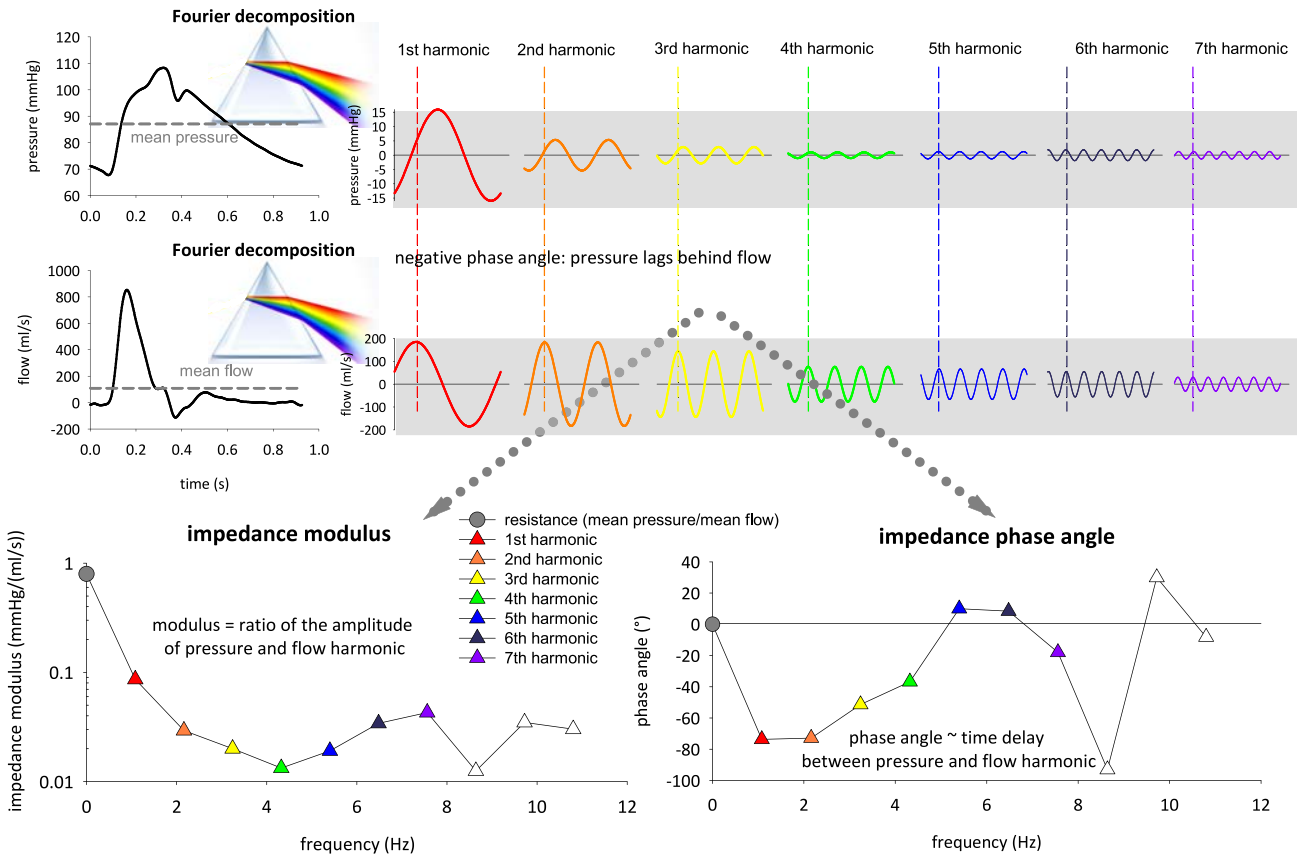 Fourier decomposition
120
110
100
90
80
70
60
pressure (mmHg)
mean pressure
0.0 0.2 0.4 0.6 0.8 1.0
1st harmonic 2nd harmonic 3rd harmonic 4th harmonic 5th harmonic 6th harmonic 7th harmonic
15
10
5
0
-5
-10
-15
pressure (mmHg)
Fourier decomposition
negative phase angle: pressure lags behind flow
1000
800
600
400
200
0
-200
flow (ml/s)
mean flow
0.0 0.2 0.4 0.6 0.8 1.0
time (s)
200
100
0
-100
-200
flow (ml/s)
impedance modulus
resistance (mean pressure/mean flow)
1st harmonic
2nd harmonic
3rd harmonic
4th harmonic
5th harmonic
6th harmonic
7th harmonic
1
0.1
0.01
impedance modulus (mmHg/(ml/s))
modulus = ratio of the amplitude
of pressure and flow harmonic
0 2 4 6 8 10 12
frequency (Hz)
impedance phase angle
40
20
0
-20
-40
-60
-80
-100
phase angle (°)
phase angle ~ time delay
between pressure and flow harmonic
0 2 4 6 8 10 12
frequency (Hz)